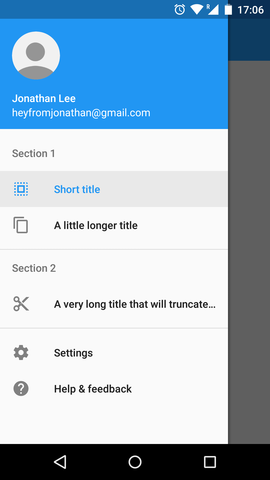 17:06
Jonathan Lee
heyfromjonathan@gmail.com
Section 1
Short title
A little longer title
Section 2
A very long title that will truncate...
Settings
Help & feedback